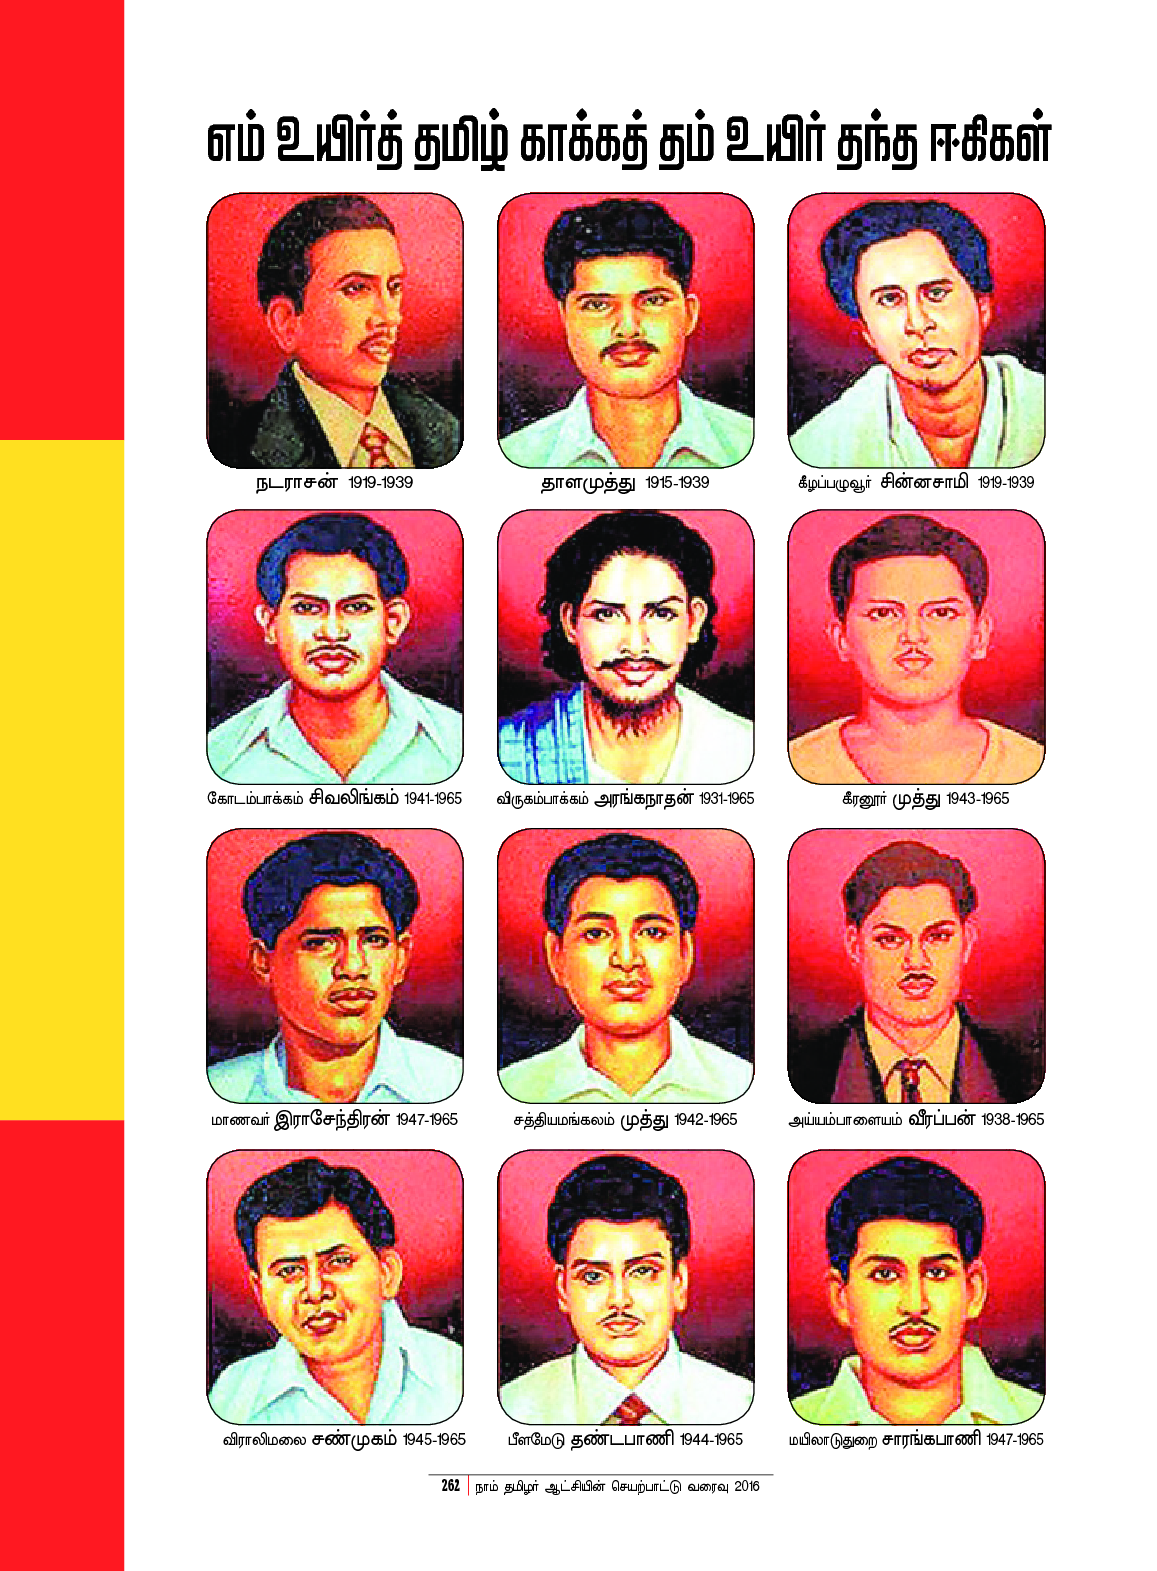 எம் உயிர்த் தமிழ் காக்கத் தம் உயிர் தந்த ஈகிகள்
நடராசன் 1919-1939
தாளமுத்து 1915-1939
கீழப்பழுவூர் சின்னசாமி 1919-1939
கோடம்பாக்கம் சிவலிங்கம் 1941-1965
விருகம்பாக்கம் அரங்கநாதன் 1931-1965
கீரனூர் முத்து 1943-1965
மாணவர் இராசேந்திரன் 1947-1965
சத்தியமங்கலம் முத்து 1942-1965
அய்யம்பாளையம் வீரப்பன் 1938-1965
விராலிமலை சண்முகம் 1945-1965
பீளமேடு தண்டபாணி 1944-1965
மயிலாடுதுறை சாரங்கபாணி 1947-1965
262 நாம் தமிழர் ஆட்சியின் செயற்பாட்டு வரைவு 2016